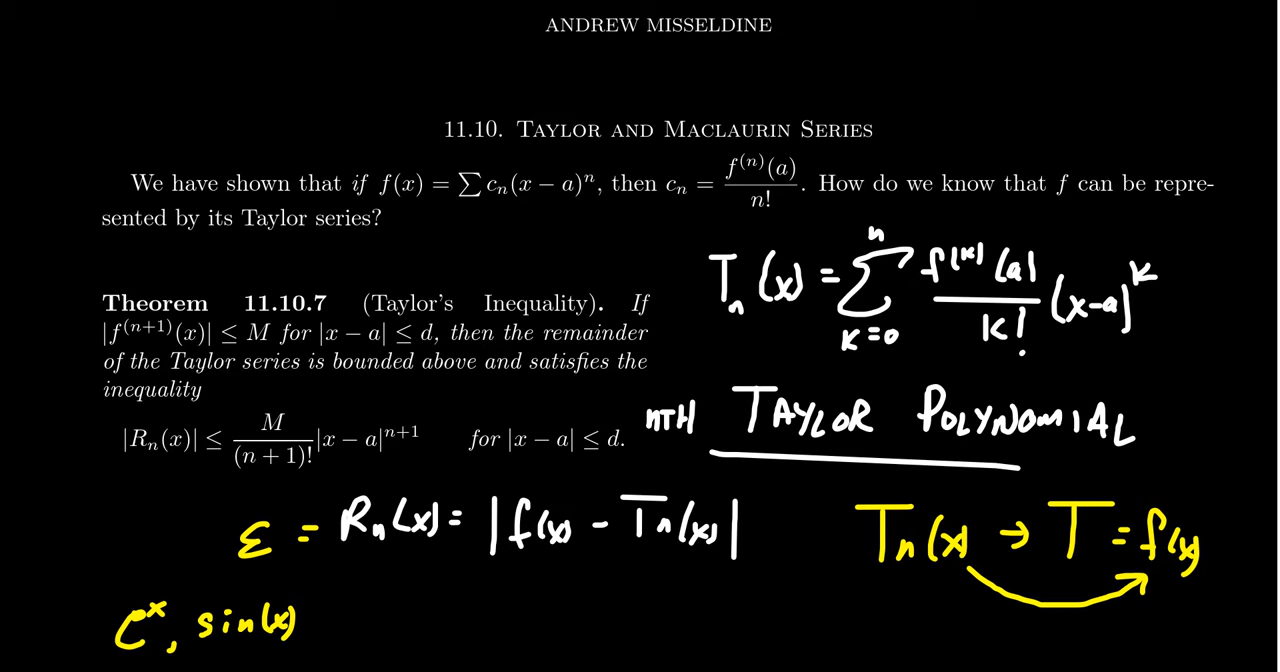 ANDREW MISSELDINE
11.10. TAYLOR AND MACLAURIN SERIES
We have shown that if f(x) = ∑ cₙ(x − a)ⁿ, then cₙ = f⁽ⁿ⁾(a)/n!. How do we know that f can be repre-
sented by its Taylor series?
Tₙ(x) = ∑ₖ₌₀ⁿ f⁽ᵏ⁾(a)/k! (x-a)ᵏ
Theorem 11.10.7 (Taylor's Inequality). If
|f⁽ⁿ⁺¹⁾(x)| ≤ M for |x − a| ≤ d, then the remainder
of the Taylor series is bounded above and satisfies the
inequality
|Rₙ(x)| ≤ M/(n + 1)! |x − a|ⁿ⁺¹ for |x − a| ≤ d.
nTH TAYLOR POLYNOMIAL
ε = Rₙ(x) = |f(x) - Tₙ(x)|
Tₙ(x) → T = f(x)
eˣ, sin(x)